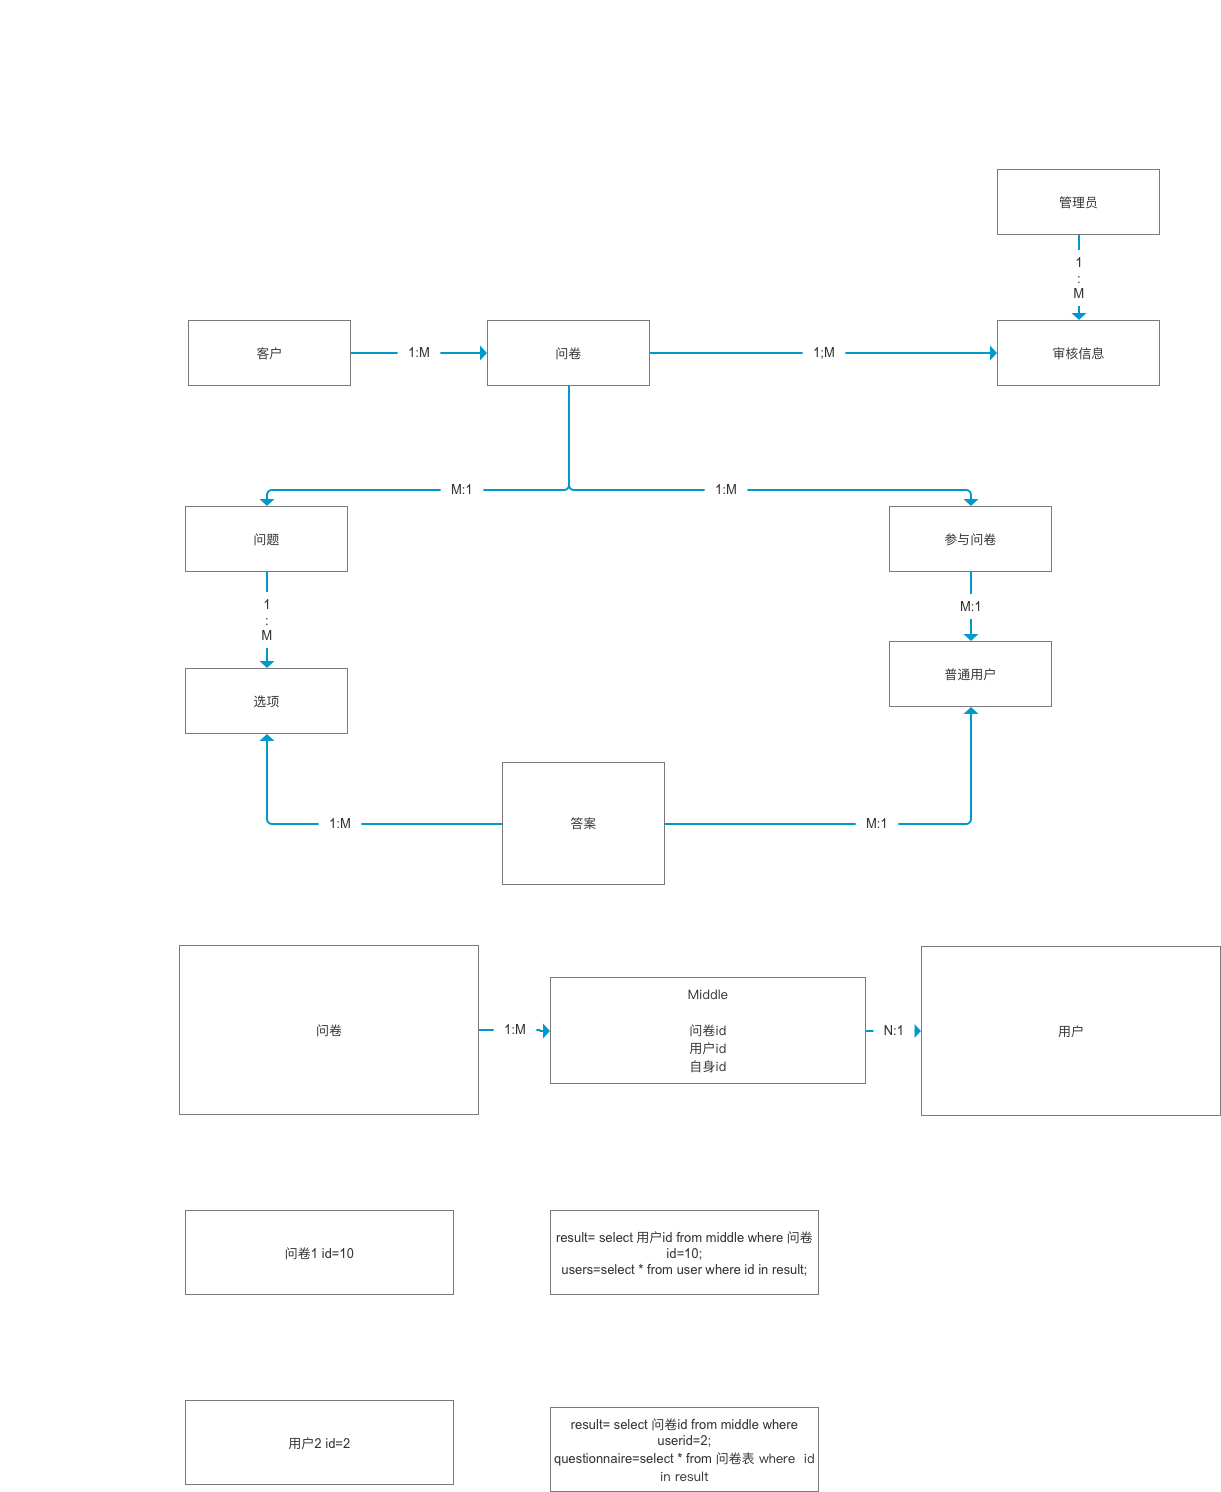 管理员
1
:
M
客户
1:M
问卷
1;M
审核信息
M:1
1:M
问题
参与问卷
1
:
M
M:1
选项
普通用户
1:M
答案
M:1
问卷
1:M
Middle
问卷id
用户id
自身id
N:1
用户
问卷1 id=10
result= select 用户id from middle where 问卷
id=10;
users=select * from user where id in result;
用户2 id=2
result= select 问卷id from middle where
userid=2;
questionnaire=select * from 问卷表 where  id
in result